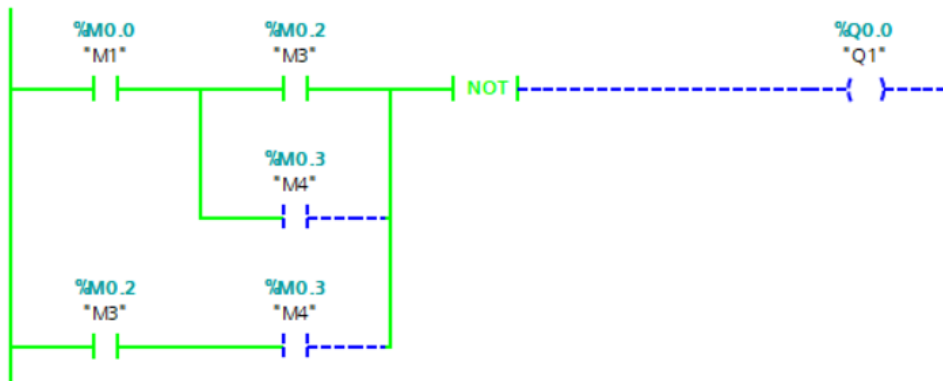 %M0.0 %M0.2 %Q0.0
"M1" "M3" "Q1"
NOT
%M0.3
"M4"
%M0.2 %M0.3
"M3" "M4"